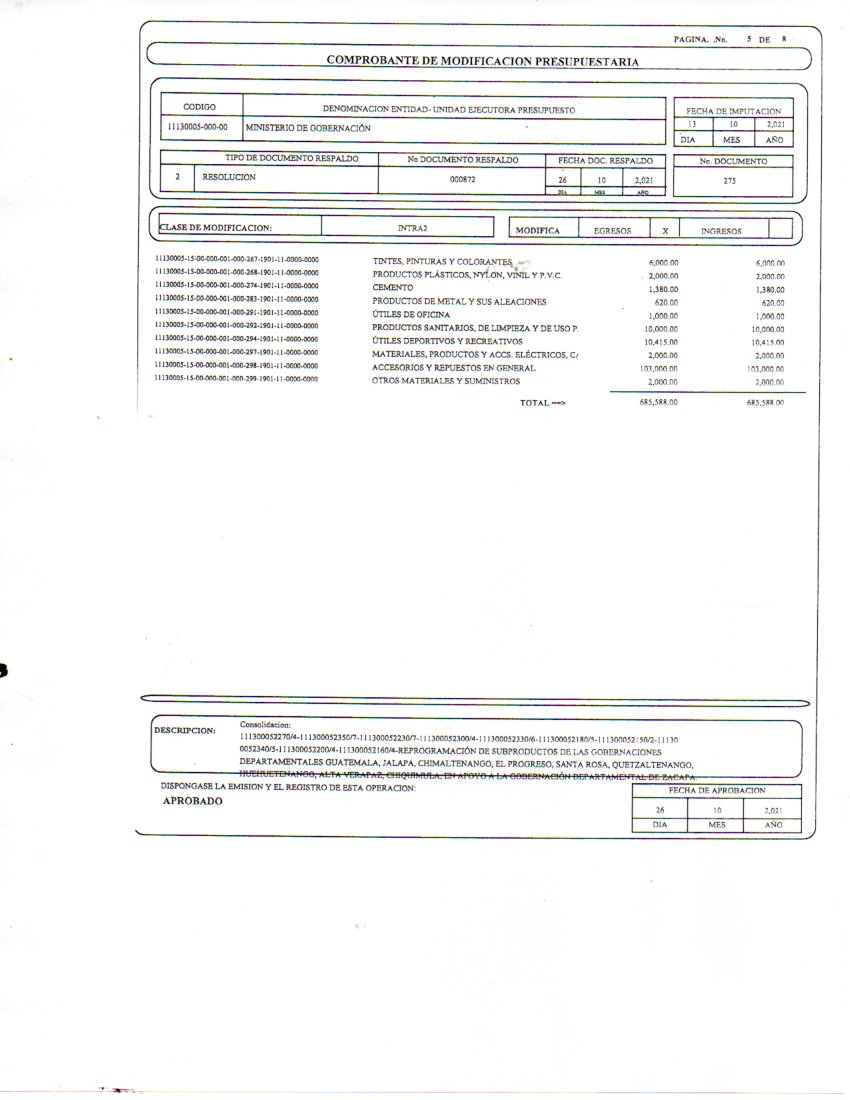 PAGINA. .No. 5 DE 8
COMPROBANTE DE MODIFICACION PRESUPUESTARIA
CODIGO DENOMINACION ENTIDAD- UNIDAD EJECUTORA PRESUPUESTO FECHA DE IMPUTACION
11130005-000-00 MINISTERIO DE GOBERNACIÓN 13 10 2,021
DIA MES AÑO
TIPO DE DOCUMENTO RESPALDO No DOCUMENTO RESPALDO FECHA DOC. RESPALDO No. DOCUMENTO
2 RESOLUCION 000872 26 10 2,021 275
DIA MES AÑO
CLASE DE MODIFICACION: INTRA2 MODIFICA EGRESOS X INGRESOS
11130005-15-00-000-001-000-267-1901-11-0000-0000 TINTES, PINTURAS Y COLORANTES 6,000.00 6,000.00
11130005-15-00-000-001-000-268-1901-11-0000-0000 PRODUCTOS PLÁSTICOS, NYLON, VINIL Y P.V.C. 2,000.00 2,000.00
11130005-15-00-000-001-000-274-1901-11-0000-0000 CEMENTO 1,380.00 1,380.00
11130005-15-00-000-001-000-283-1901-11-0000-0000 PRODUCTOS DE METAL Y SUS ALEACIONES 620.00 620.00
11130005-15-00-000-001-000-291-1901-11-0000-0000 ÚTILES DE OFICINA 1,000.00 1,000.00
11130005-15-00-000-001-000-292-1901-11-0000-0000 PRODUCTOS SANITARIOS, DE LIMPIEZA Y DE USO P. 10,000.00 10,000.00
11130005-15-00-000-001-000-294-1901-11-0000-0000 ÚTILES DEPORTIVOS Y RECREATIVOS 10,415.00 10,415.00
11130005-15-00-000-001-000-297-1901-11-0000-0000 MATERIALES, PRODUCTOS Y ACCS. ELÉCTRICOS, CA 2,000.00 2,000.00
11130005-15-00-000-001-000-298-1901-11-0000-0000 ACCESORIOS Y REPUESTOS EN GENERAL 103,000.00 103,000.00
11130005-15-00-000-001-000-299-1901-11-0000-0000 OTROS MATERIALES Y SUMINISTROS 2,000.00 2,000.00
TOTAL ==> 685,588.00 685,588.00
DESCRIPCION: Consolidacion:
111300052270/4-111300052350/7-111300052230/7-111300052300/4-111300052330/6-111300052180/5-111300052150/2-11130
0052340/5-111300052200/4-111300052160/4-REPROGRAMACIÓN DE SUBPRODUCTOS DE LAS GOBERNACIONES
DEPARTAMENTALES GUATEMALA, JALAPA, CHIMALTENANGO, EL PROGRESO, SANTA ROSA, QUETZALTENANGO,
HUEHUETENANGO, ALTA VERAPAZ, CHIQUIMULA, EN APOYO A LA GOBERNACIÓN DEPARTAMENTAL DE ZACAPA.
DISPONGASE LA EMISION Y EL REGISTRO DE ESTA OPERACION: FECHA DE APROBACION
APROBADO 26 10 2,021
DIA MES AÑO